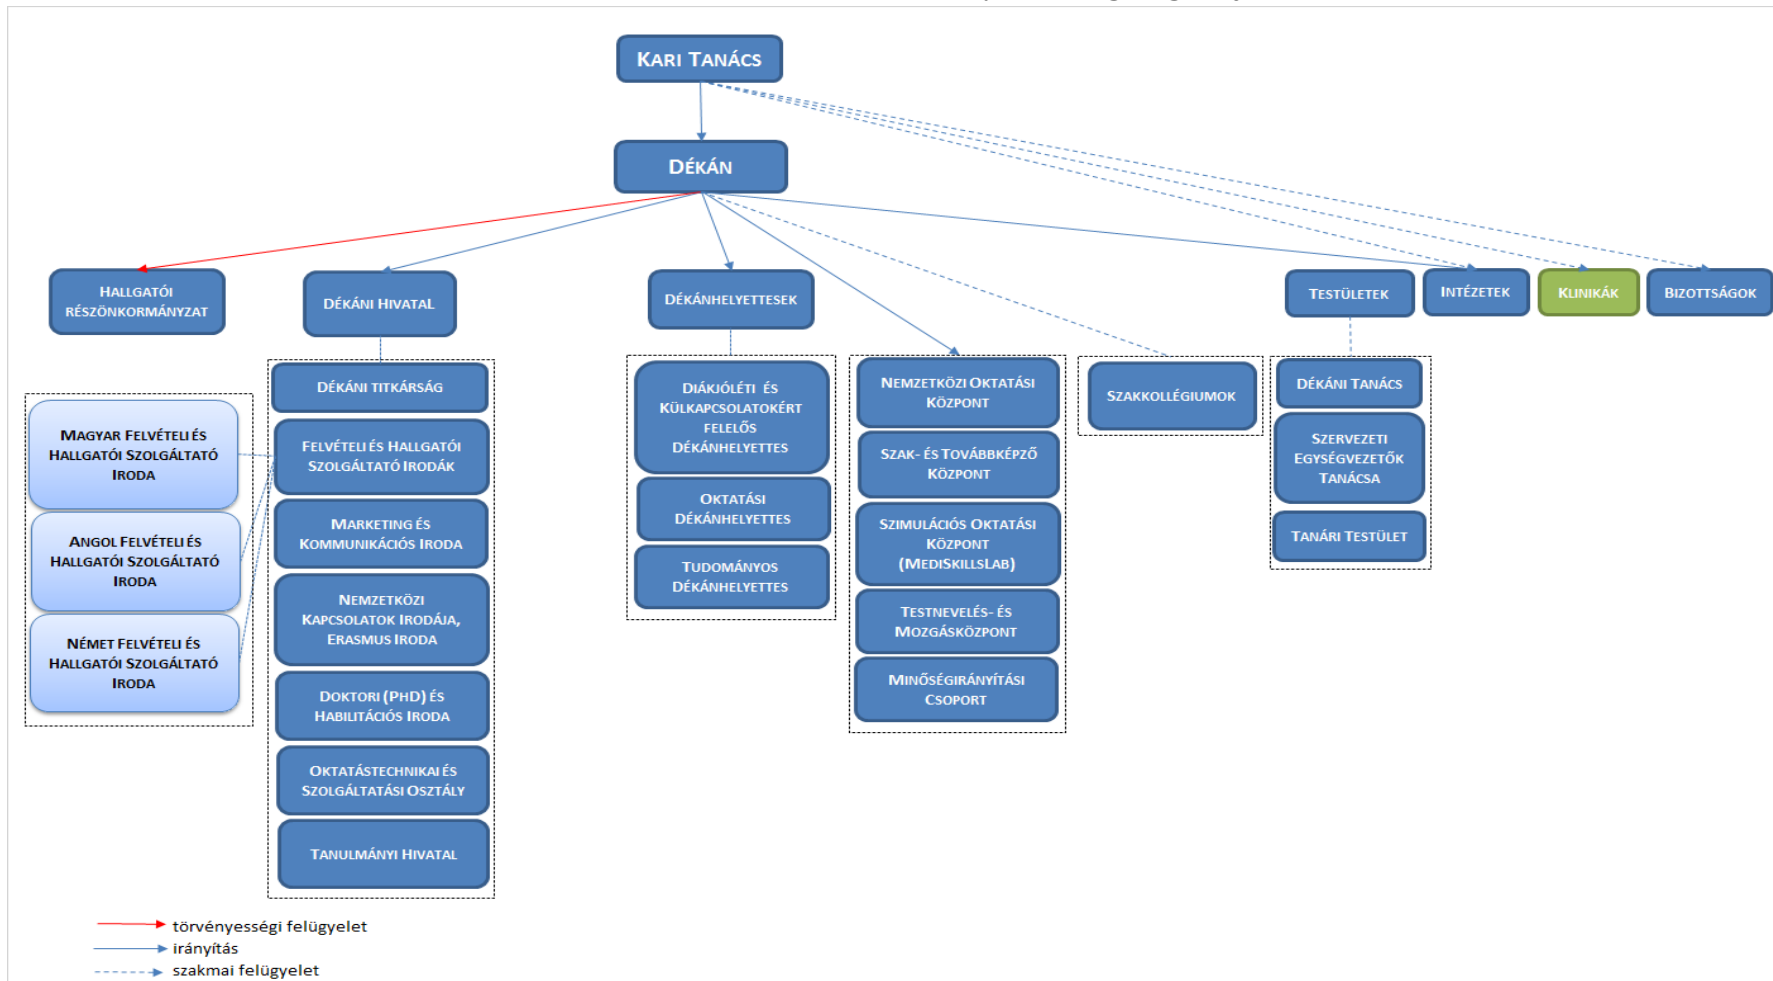 KARI TANÁCS
DÉKÁN
HALLGATÓI
RÉSZÖNKORMÁNYZAT
DÉKÁNI HIVATAL
DÉKÁNHELYETTESEK
TESTÜLETEK
INTÉZETEK
KLINIKÁK
BIZOTTSÁGOK
MAGYAR FELVÉTELI ÉS
HALLGATÓI SZOLGÁLTATÓ
IRODA
ANGOL FELVÉTELI ÉS
HALLGATÓI SZOLGÁLTATÓ
IRODA
NÉMET FELVÉTELI ÉS
HALLGATÓI SZOLGÁLTATÓ
IRODA
DÉKÁNI TITKÁRSÁG
FELVÉTELI ÉS HALLGATÓI
SZOLGÁLTATÓ IRODÁK
MARKETING ÉS
KOMMUNIKÁCIÓS IRODA
NEMZETKÖZI
KAPCSOLATOK IRODÁJA,
ERASMUS IRODA
DOKTORI (PHD) ÉS
HABILITÁCIÓS IRODA
OKTATÁSTECHNIKAI ÉS
SZOLGÁLTATÁSI OSZTÁLY
TANULMÁNYI HIVATAL
DIÁKJÓLÉTI ÉS
KÜLKAPCSOLATOKÉRT
FELELŐS
DÉKÁNHELYETTES
OKTATÁSI
DÉKÁNHELYETTES
TUDOMÁNYOS
DÉKÁNHELYETTES
NEMZETKÖZI OKTATÁSI
KÖZPONT
SZAK- ÉS TOVÁBBKÉPZŐ
KÖZPONT
SZIMULÁCIÓS OKTATÁSI
KÖZPONT
(MEDISKILLSLAB)
TESTNEVELÉS- ÉS
MOZGÁSKÖZPONT
MINŐSÉGIRÁNYÍTÁSI
CSOPORT
SZAKKOLLÉGIUMOK
DÉKÁNI TANÁCS
SZERVEZETI
EGYSÉGVEZETŐK
TANÁCSA
TANÁRI TESTÜLET
törvényességi felügyelet
irányítás
szakmai felügyelet